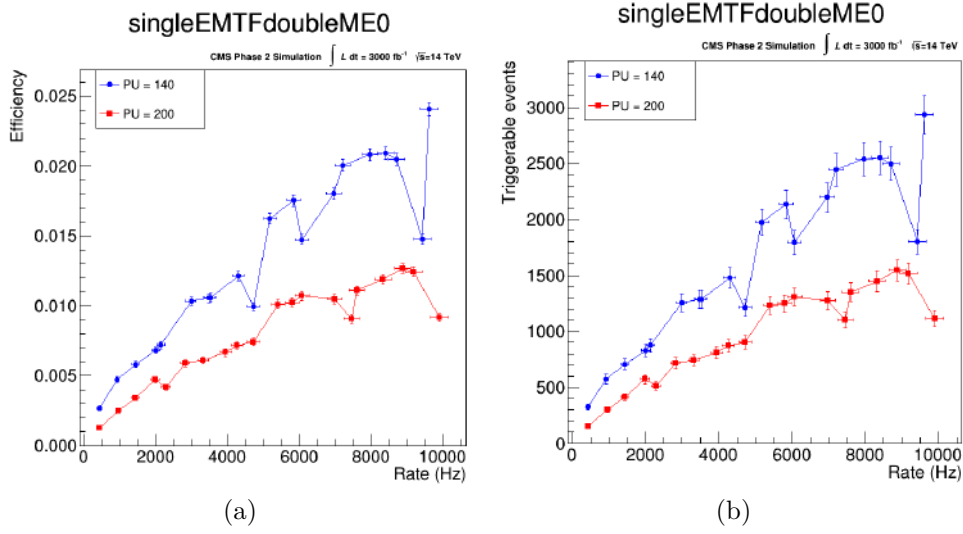 singleEMTFdoubleME0
CMS Phase 2 Simulation ∫ L dt = 3000 fb⁻¹ √s=14 TeV
Efficiency
PU = 140
PU = 200
0.025
0.020
0.015
0.010
0.005
0.000
0 2000 4000 6000 8000 10000
Rate (Hz)
(a)
singleEMTFdoubleME0
CMS Phase 2 Simulation ∫ L dt = 3000 fb⁻¹ √s=14 TeV
Triggerable events
PU = 140
PU = 200
3000
2500
2000
1500
1000
500
0
0 2000 4000 6000 8000 10000
Rate (Hz)
(b)